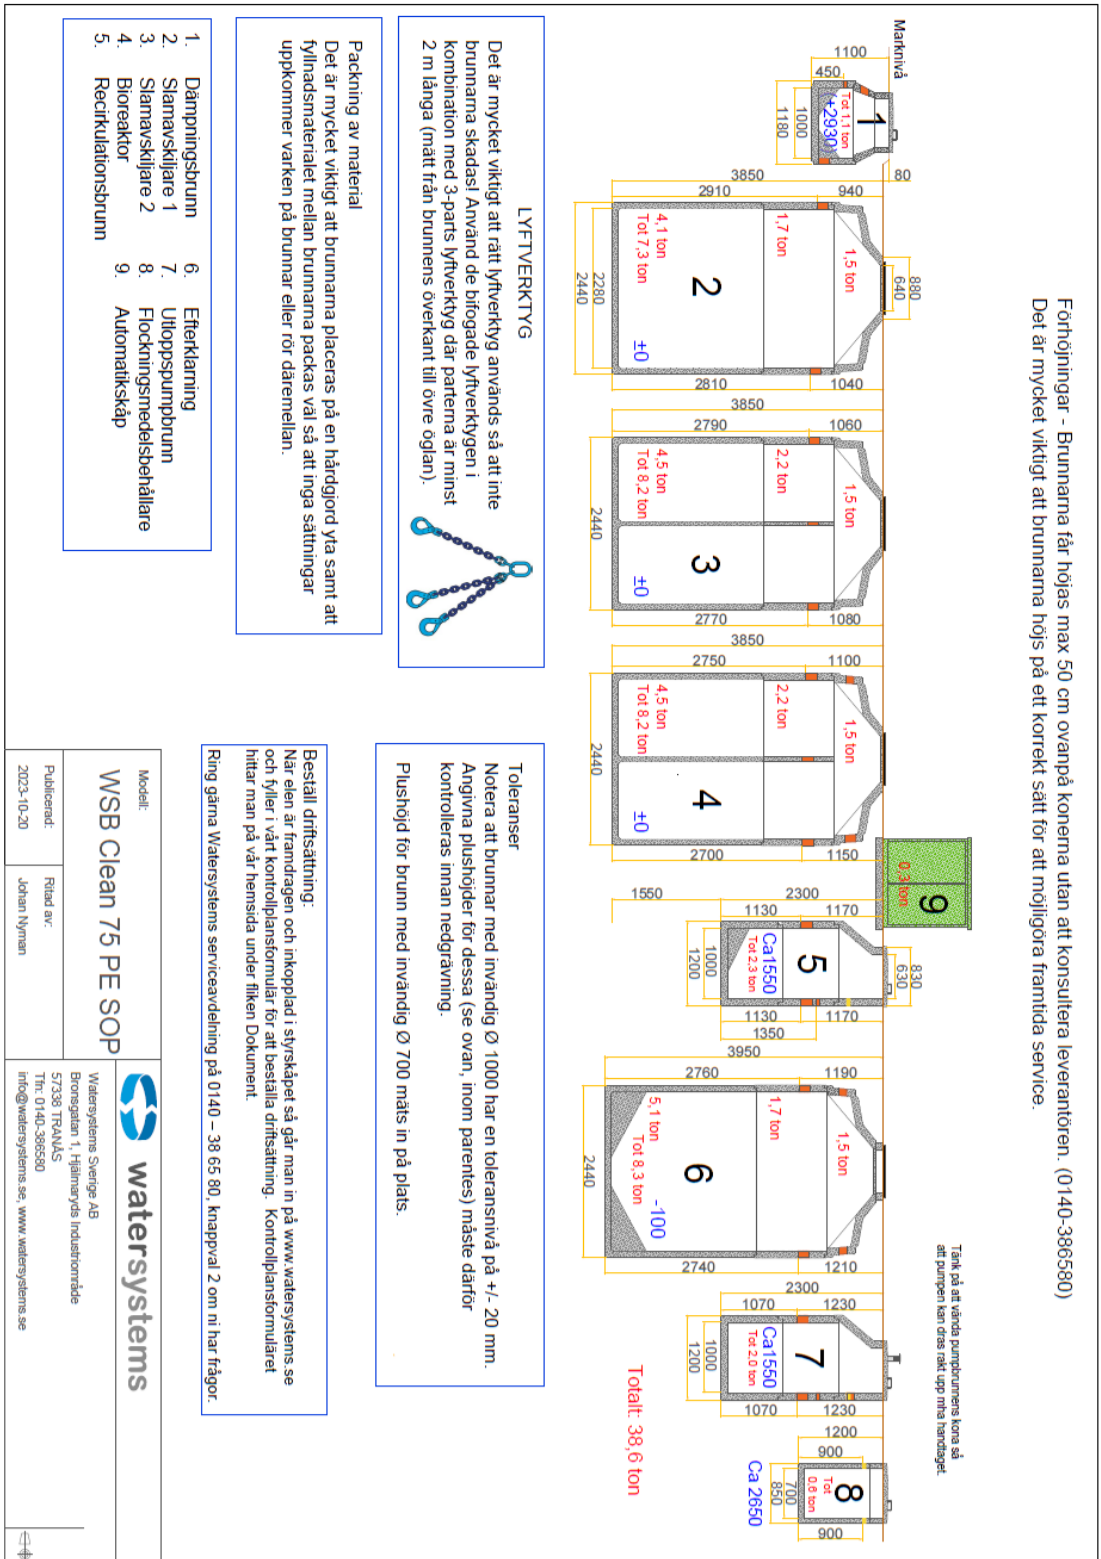 Förhöjningar - Brunnarna får höjas max 50 cm ovanpå konerna utan att konsultera leverantören. (0140-386580)
Det är mycket viktigt att brunnarna höjs på ett korrekt sätt för att möjliggöra framtida service.
Tänk på att vända pumpbrunnens kona så
att pumpen kan dras rakt upp mha handtaget.
Marknivå
1100
450
1
Tot 1,1 ton
(+2930)
1000
1180
80
3850
2910
940
1,5 ton
1,7 ton
4,1 ton
Tot 7,3 ton
2
±0
880
640
2280
2440
2810
1040
3850
2790
1060
1,5 ton
2,2 ton
4,5 ton
Tot 8,2 ton
3
±0
2440
2770
1080
3850
2750
1100
1,5 ton
2,2 ton
4,5 ton
Tot 8,2 ton
4
±0
2440
2700
1150
9
0,3 ton
1550
2300
1130
1170
5
Ca1550
Tot 2,3 ton
830
630
1000
1200
1130
1170
1350
3950
2760
1190
1,5 ton
1,7 ton
5,1 ton
Tot 8,3 ton
6
-100
2440
2740
1210
2300
1070
1230
7
Ca1550
Tot 2,0 ton
1000
1200
1070
1230
1200
900
8
Tot
0,6 ton
700
850
900
Ca 2650
Totalt: 38,6 ton
LYFTVERKTYG
Det är mycket viktigt att rätt lyftverktyg används så att inte
brunnarna skadas! Använd de bifogade lyftverktygen i
kombination med 3-parts lyftverktyg där parterna är minst
2 m långa (mätt från brunnens överkant till övre öglan).
Packning av material
Det är mycket viktigt att brunnarna placeras på en hårdgjord yta samt att
fyllnadsmaterialet mellan brunnarna packas väl så att inga sättningar
uppkommer varken på brunnar eller rör däremellan.
1. Dämpningsbrunn
2. Slamavskiljare 1
3. Slamavskiljare 2
4. Bioreaktor
5. Recirkulationsbrunn
6. Efterklarning
7. Utloppspumpbrunn
8. Flockningsmedelsbehållare
9. Automatikskåp
Toleranser
Notera att brunnar med invändig Ø 1000 har en toleransnivå på +/- 20 mm.
Angivna plushöjder för dessa (se ovan, inom parentes) måste därför
kontrolleras innan nedgrävning.
Plushöjd för brunn med invändig Ø 700 mäts in på plats.
Beställ driftsättning:
När elen är framdragen och inkopplad i styrskåpet så går man in på www.watersystems.se
och fyller i vårt kontrollplansformulär för att beställa driftsättning. Kontrollplansformuläret
hittar man på vår hemsida under fliken Dokument.
Ring gärna Watersystems serviceavdelning på 0140 – 38 65 80, knappval 2 om ni har frågor.
Modell:
WSB Clean 75 PE SOP
Publicerad:
2023-10-20
Ritad av:
Johan Nyman
watersystems
Watersystems Sverige AB
Bronsgatan 1, Hjälmaryds Industriområde
57338 TRANÅS
Tfn: 0140-386580
info@watersystems.se, www.watersystems.se